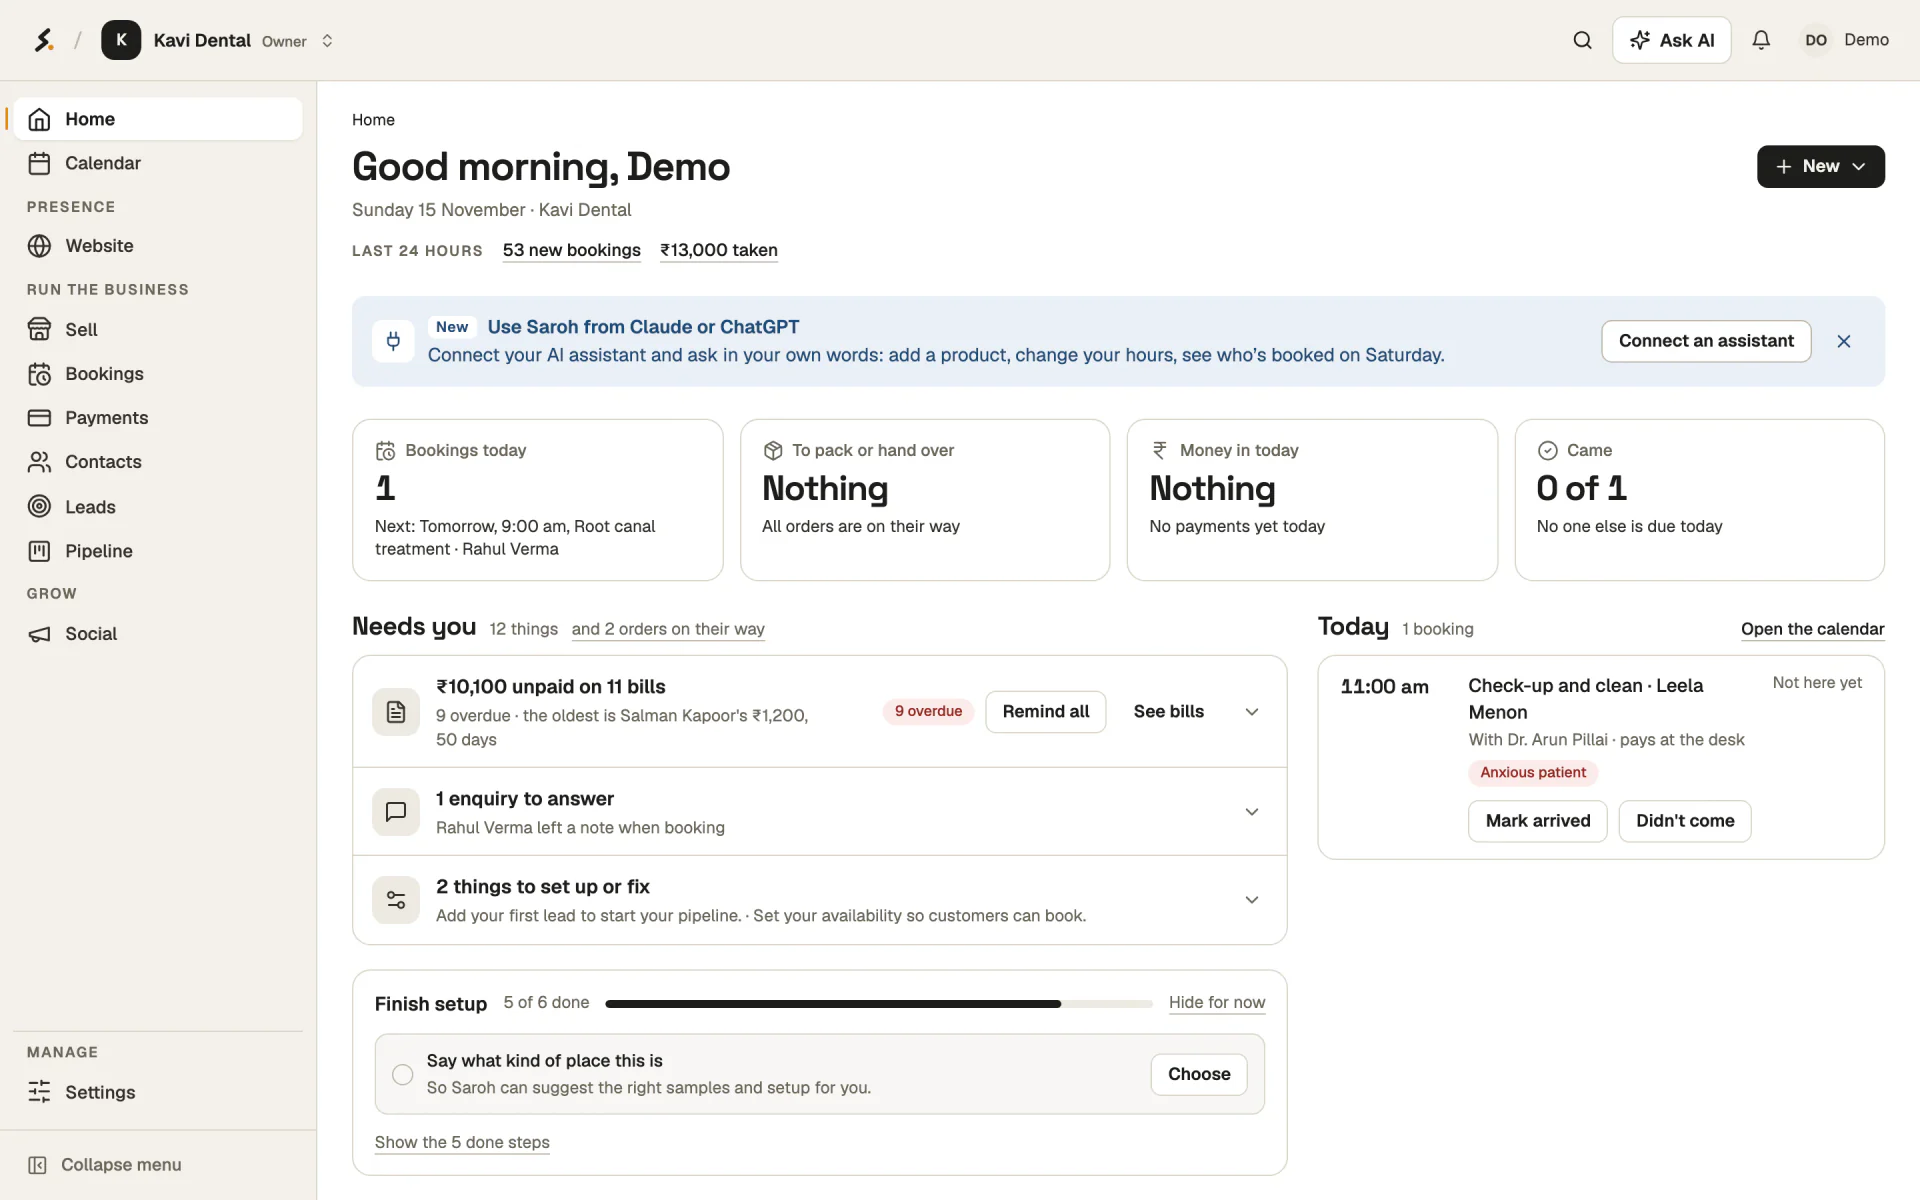 / K Kavi Dental Owner
Ask AI
DO Demo
Home
Calendar
PRESENCE
Website
RUN THE BUSINESS
Sell
Bookings
Payments
Contacts
Leads
Pipeline
GROW
Social
MANAGE
Settings
Collapse menu
Home
Good morning, Demo
New
Sunday 15 November · Kavi Dental
LAST 24 HOURS 53 new bookings ₹13,000 taken
New Use Saroh from Claude or ChatGPT
Connect your AI assistant and ask in your own words: add a product, change your hours, see who’s booked on Saturday.
Connect an assistant
Bookings today
1
Next: Tomorrow, 9:00 am, Root canal
treatment · Rahul Verma
To pack or hand over
Nothing
All orders are on their way
₹ Money in today
Nothing
No payments yet today
Came
0 of 1
No one else is due today
Needs you 12 things and 2 orders on their way
₹10,100 unpaid on 11 bills
9 overdue · the oldest is Salman Kapoor's ₹1,200,
50 days
9 overdue
Remind all
See bills
1 enquiry to answer
Rahul Verma left a note when booking
2 things to set up or fix
Add your first lead to start your pipeline. · Set your availability so customers can book.
Finish setup 5 of 6 done
Hide for now
Say what kind of place this is
So Saroh can suggest the right samples and setup for you.
Choose
Show the 5 done steps
Today 1 booking
Open the calendar
11:00 am
Check-up and clean · Leela
Menon
Not here yet
With Dr. Arun Pillai · pays at the desk
Anxious patient
Mark arrived
Didn't come